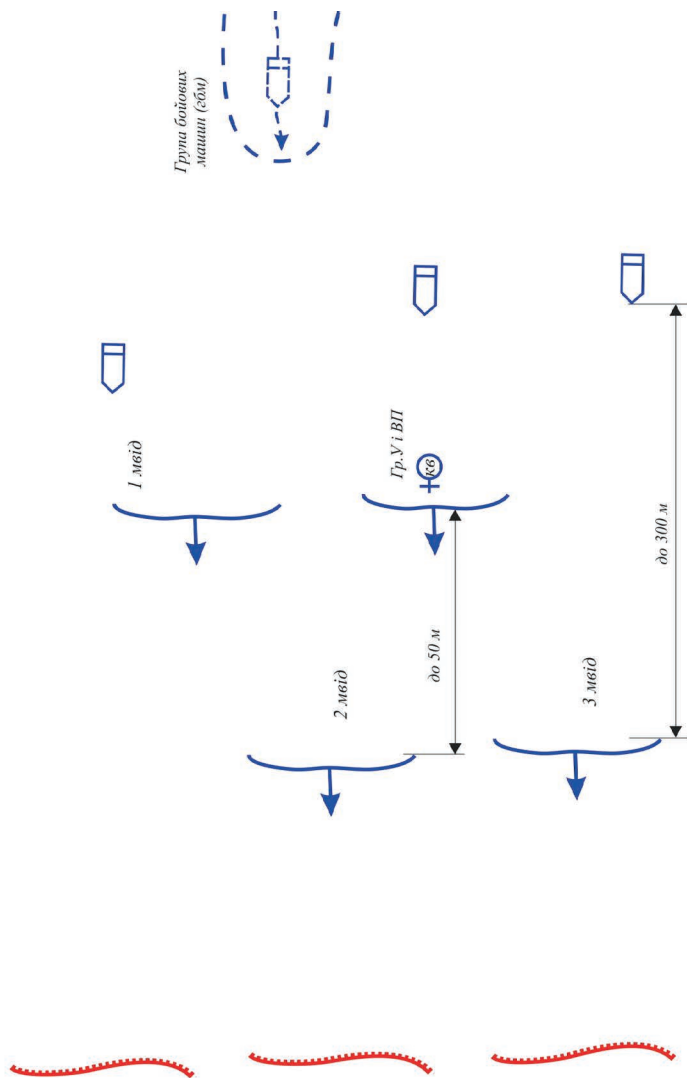 Група бойових
машин (гбм)
1 мвід
Гр.У і ВП
кв
2 мвід
до 50 м
3 мвід
до 300 м